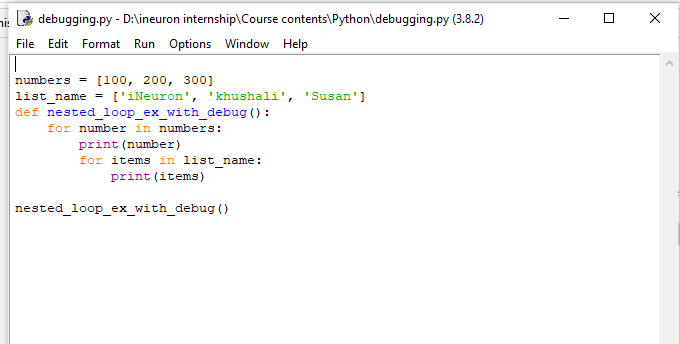 debugging.py - D:\ineuron internship\Course contents\Python\debugging.py (3.8.2)
File Edit Format Run Options Window Help
numbers = [100, 200, 300]
list_name = ['iNeuron', 'khushali', 'Susan']
def nested_loop_ex_with_debug():
    for number in numbers:
        print(number)
        for items in list_name:
            print(items)
nested_loop_ex_with_debug()